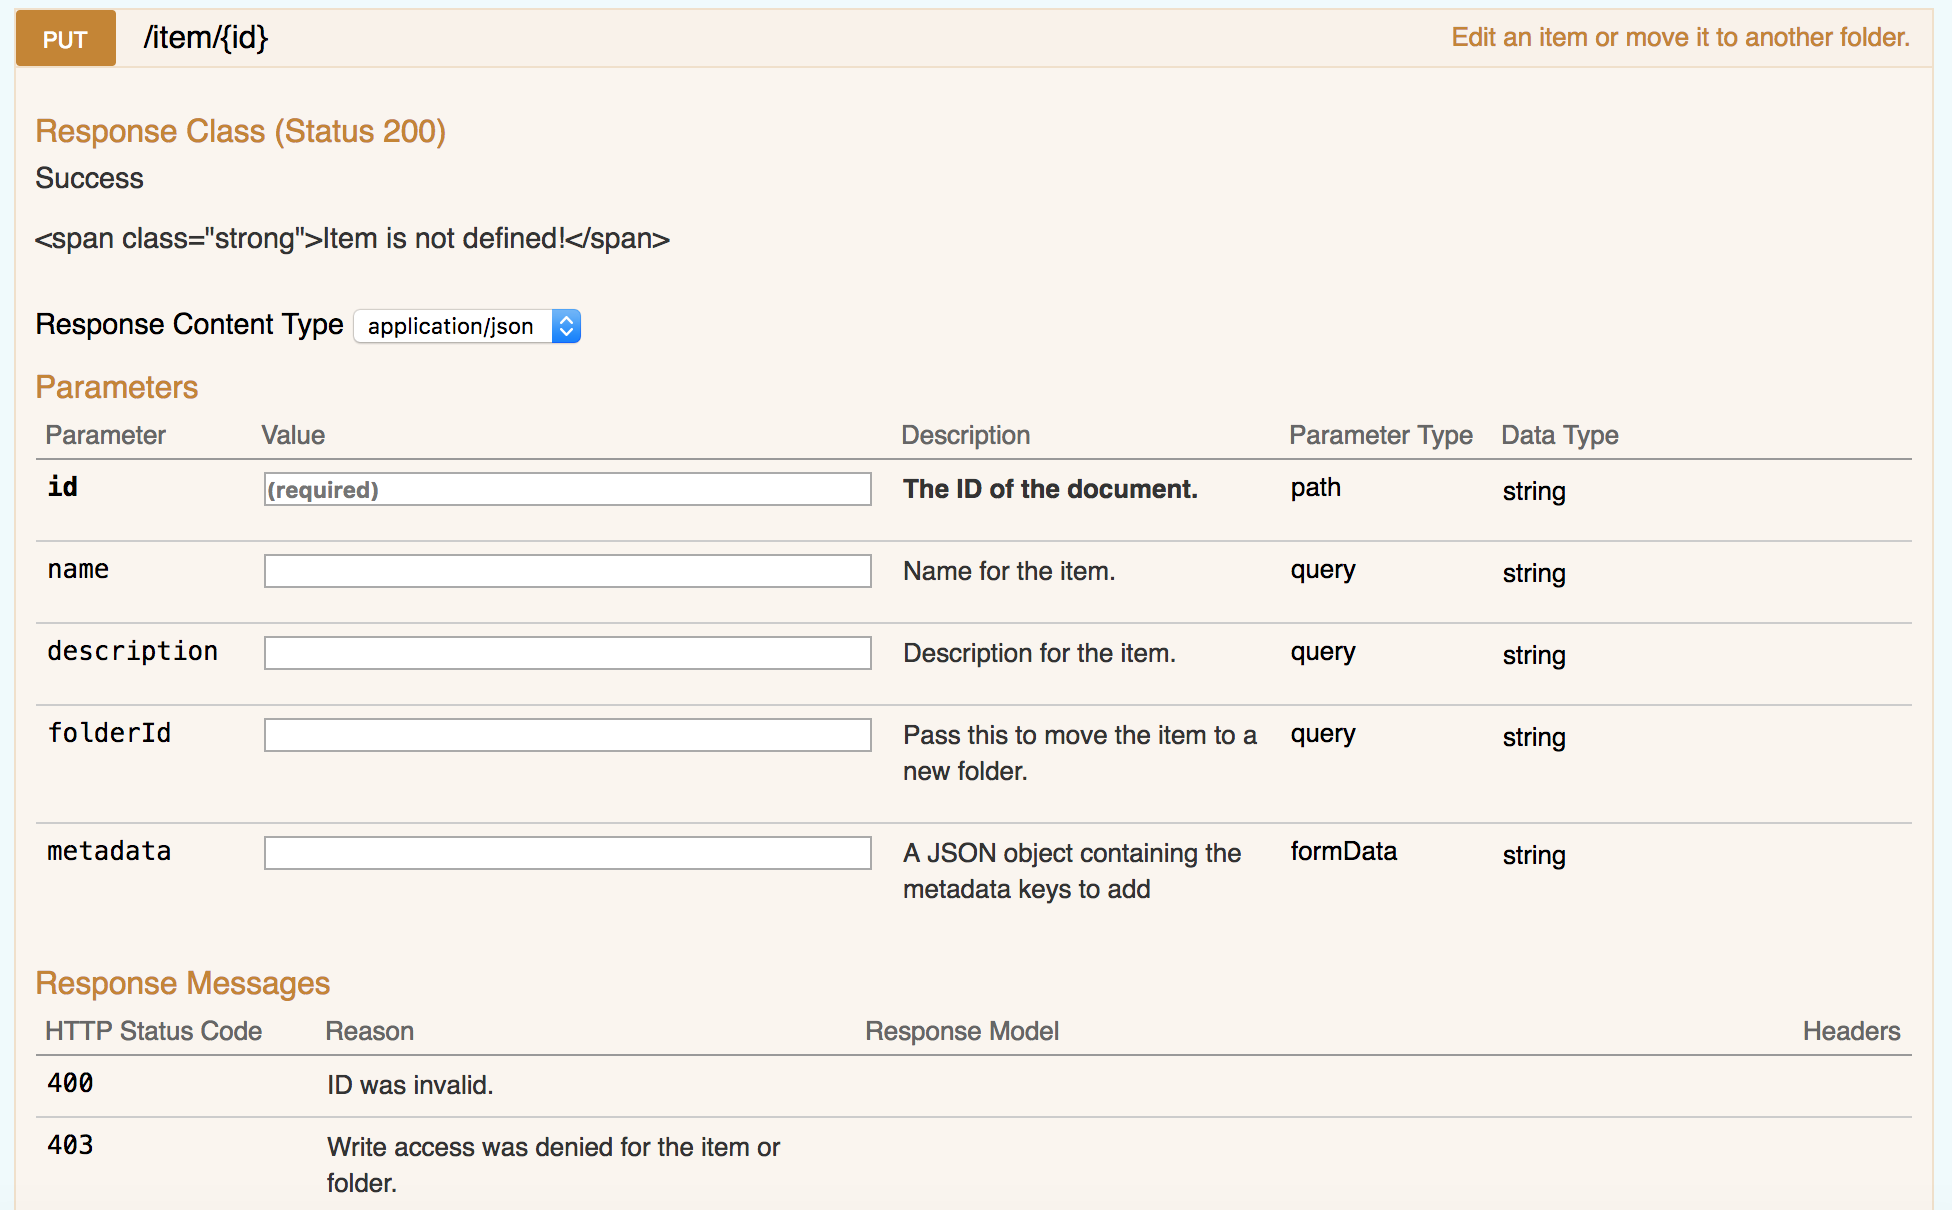 PUT /item/{id} Edit an item or move it to another folder.
Response Class (Status 200)
Success
<span class="strong">Item is not defined!</span>
Response Content Type application/json
Parameters
Parameter Value Description Parameter Type Data Type
id (required) The ID of the document. path string
name Name for the item. query string
description Description for the item. query string
folderId Pass this to move the item to a query string
new folder.
metadata A JSON object containing the formData string
metadata keys to add
Response Messages
HTTP Status Code Reason Response Model Headers
400 ID was invalid.
403 Write access was denied for the item or
folder.